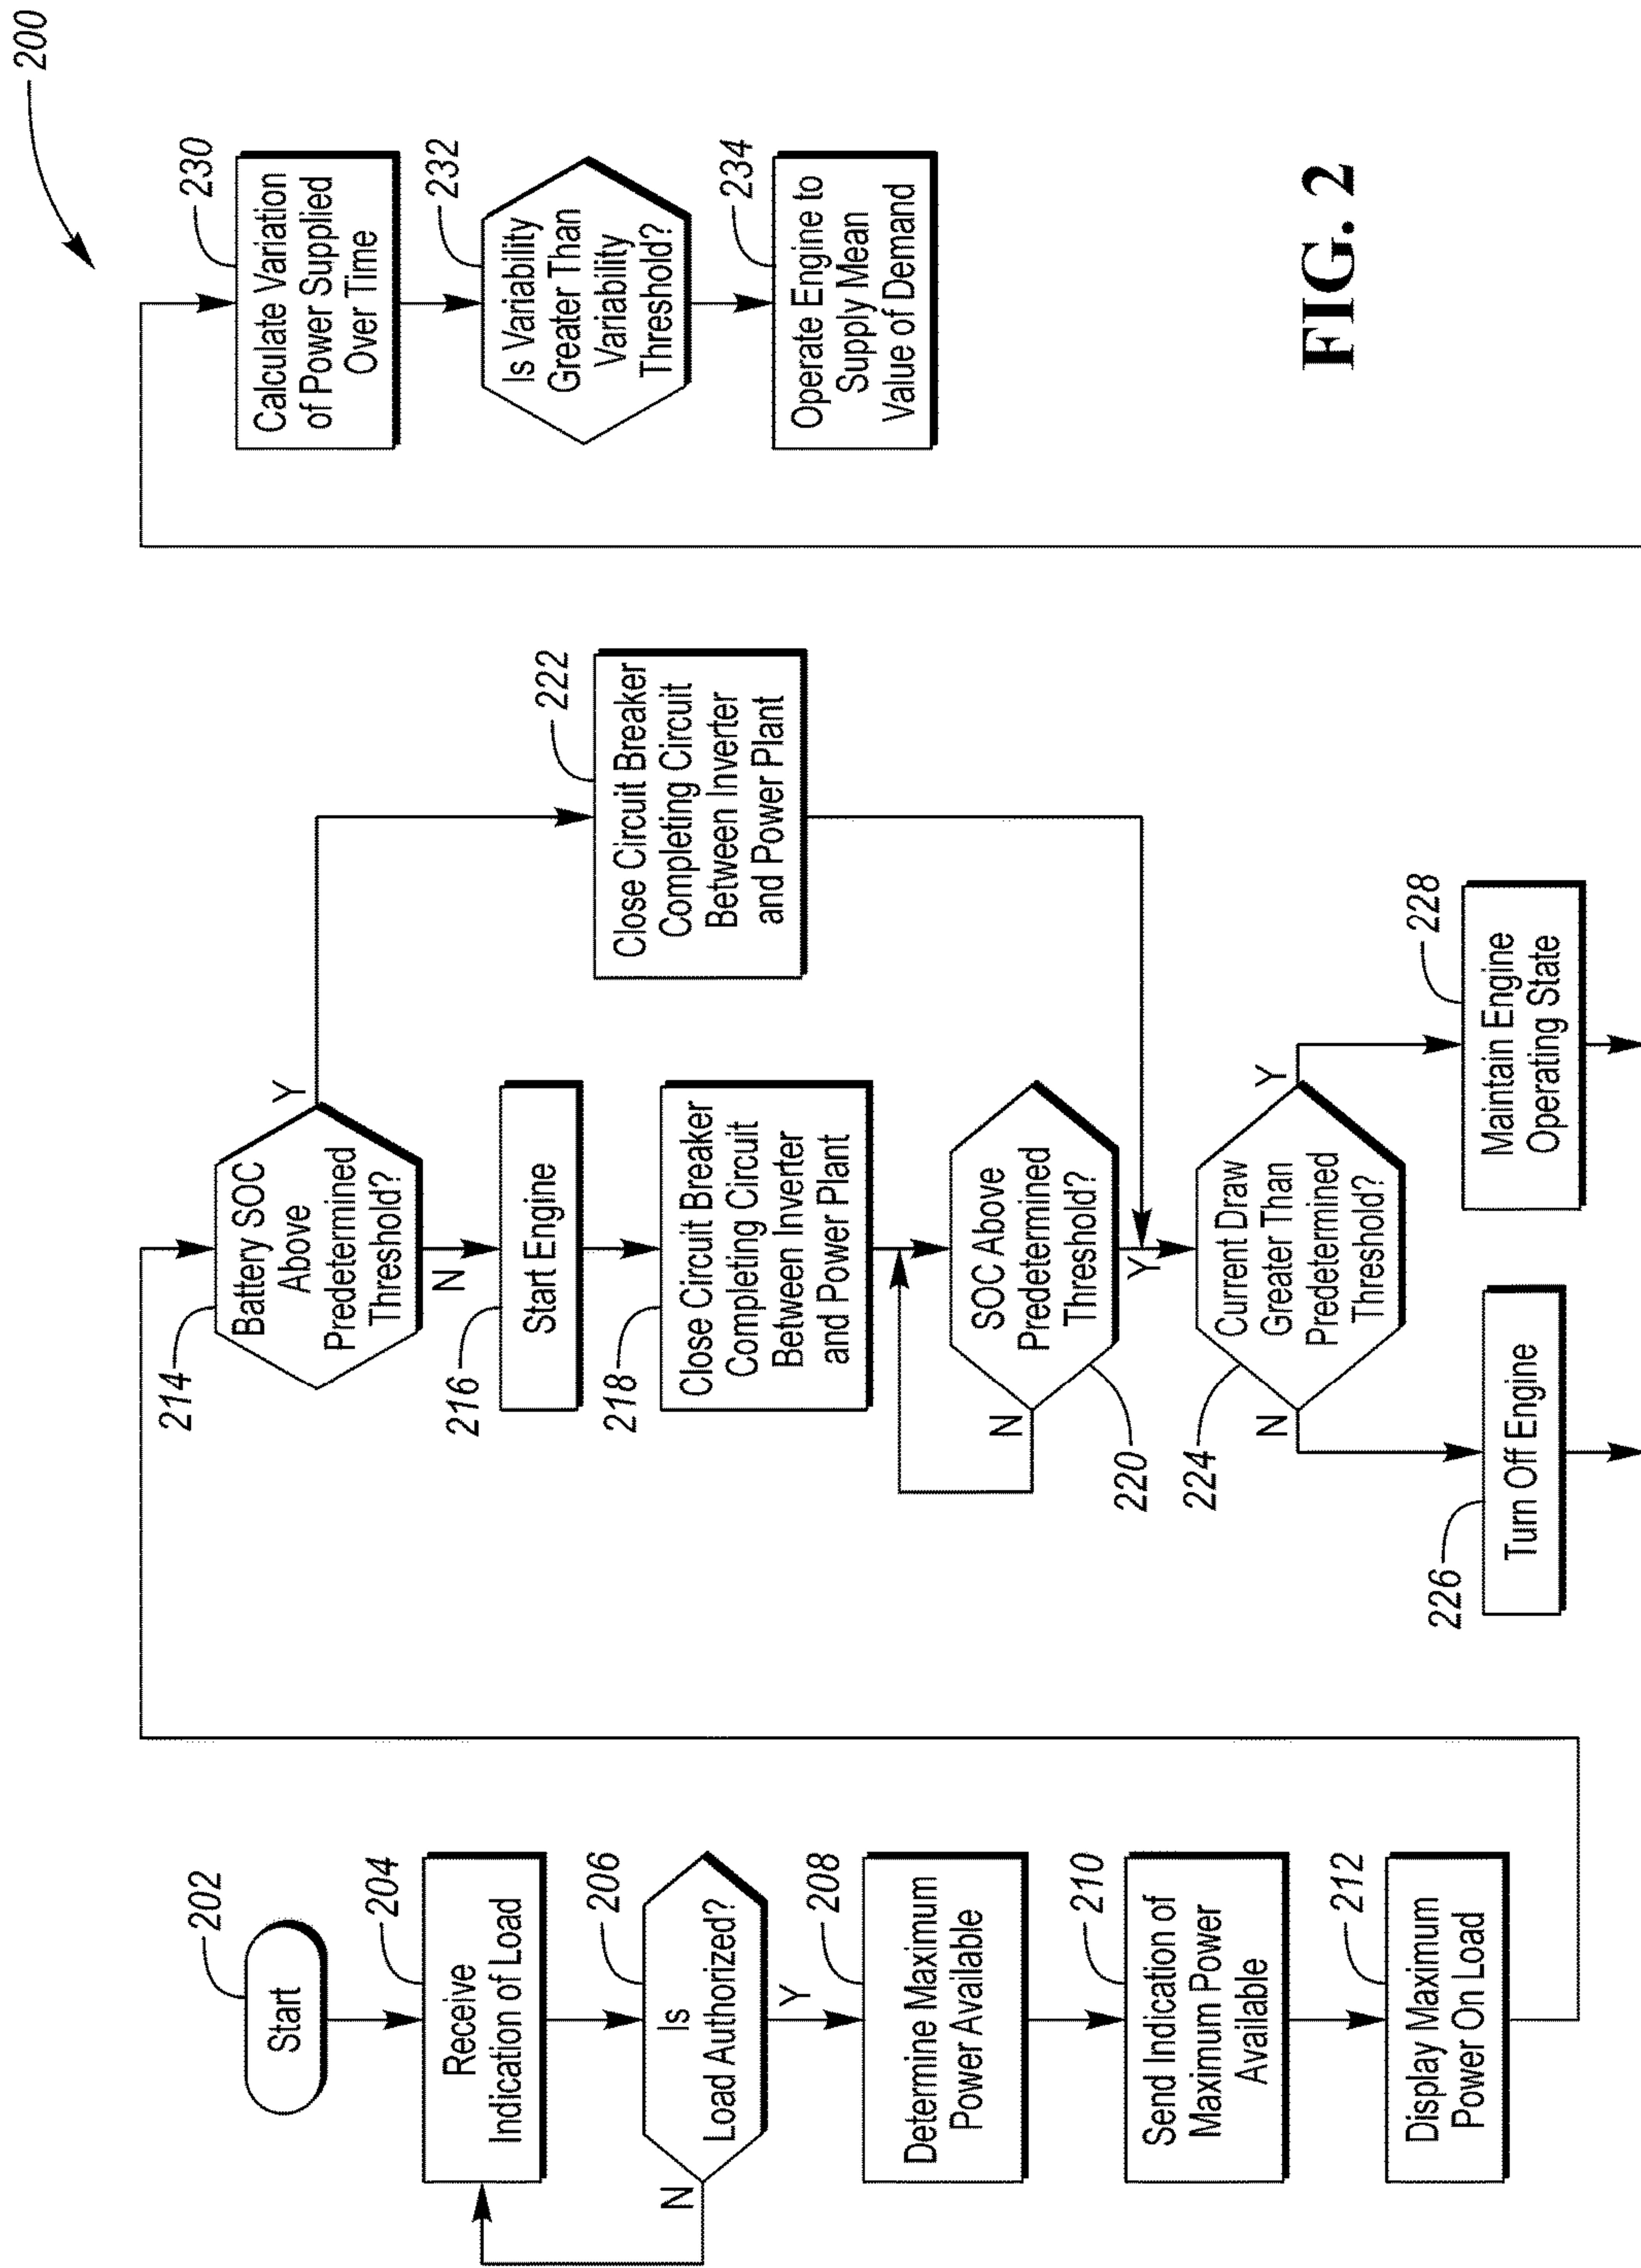 200
202
Start
204
Receive
Indication of Load
206
Is
Load Authorized?
N
Y
208
Determine Maximum
Power Available
210
Send Indication of
Maximum Power
Available
212
Display Maximum
Power On Load
214
Battery SOC
Above
Predetermined
Threshold?
Y
N
216
Start Engine
218
Close Circuit Breaker
Completing Circuit
Between Inverter
and Power Plant
222
Close Circuit Breaker
Completing Circuit
Between Inverter
and Power Plant
220
SOC Above
Predetermined
Threshold?
N
Y
224
Current Draw
Greater Than
Predetermined
Threshold?
N
Y
226
Turn Off Engine
228
Maintain Engine
Operating State
230
Calculate Variation
of Power Supplied
Over Time
232
Is Variability
Greater Than
Variability
Threshold?
234
Operate Engine to
Supply Mean
Value of Demand
FIG. 2